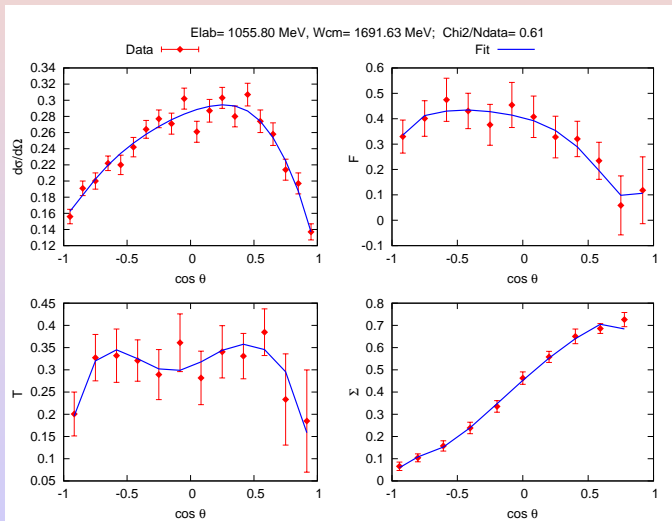 Elab= 1055.80 MeV, Wcm= 1691.63 MeV; Chi2/Ndata= 0.61
Data
Fit
0.34
0.32
0.3
0.28
0.26
0.24
0.22
0.2
0.18
0.16
0.14
0.12
dσ/dΩ
-1 -0.5 0 0.5 1
cos θ
0.6
0.5
0.4
0.3
0.2
0.1
0
-0.1
F
-1 -0.5 0 0.5 1
cos θ
0.45
0.4
0.35
0.3
0.25
0.2
0.15
0.1
0.05
T
-1 -0.5 0 0.5 1
cos θ
0.8
0.7
0.6
0.5
0.4
0.3
0.2
0.1
0
Σ
-1 -0.5 0 0.5 1
cos θ